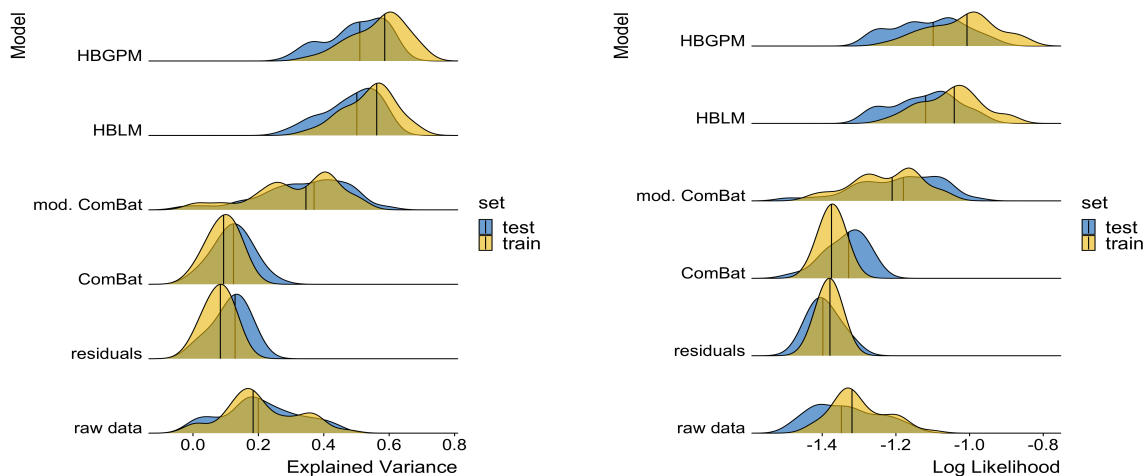 Model
HBGPM
HBLM
mod. ComBat
ComBat
residuals
raw data
0.0 0.2 0.4 0.6 0.8
Explained Variance
set
test
train
Model
HBGPM
HBLM
mod. ComBat
ComBat
residuals
raw data
-1.4 -1.2 -1.0 -0.8
Log Likelihood
set
test
train